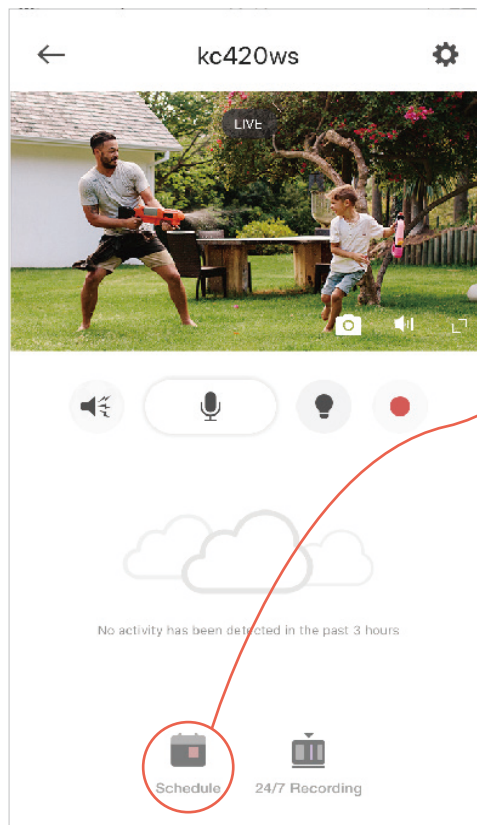 kc420ws
LIVE
No activity has been detected in the past 3 hours
Schedule
24/7 Recording